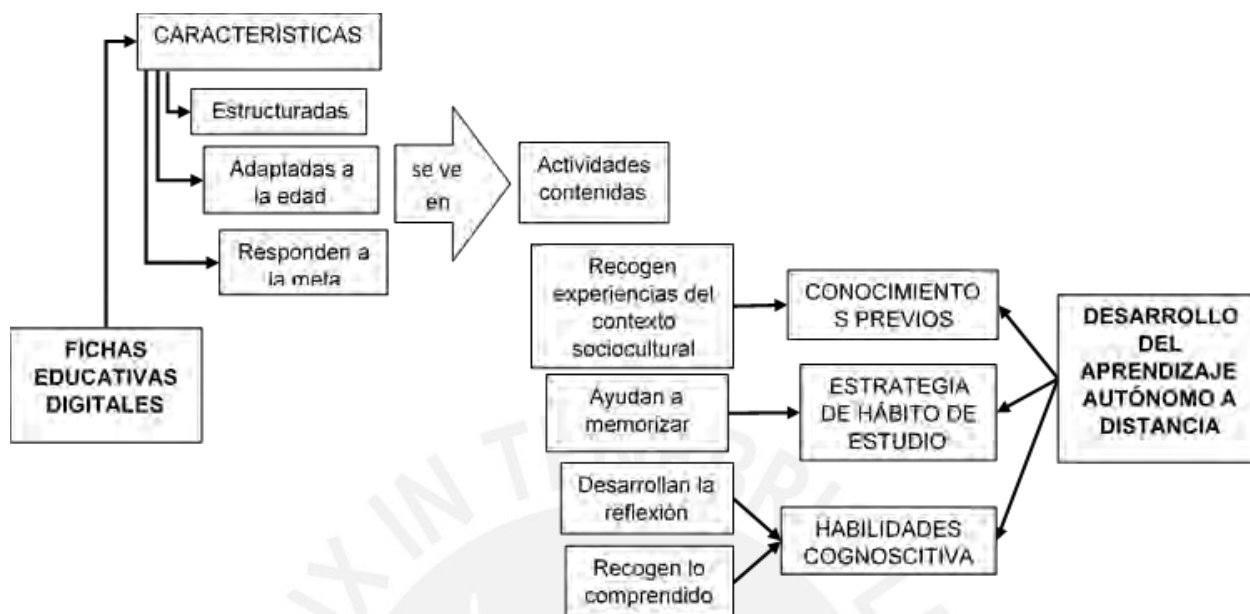 CARACTERÍSTICAS
Estructuradas
Adaptadas a
la edad
Responden a
la meta
FICHAS
EDUCATIVAS
DIGITALES
se ve
en
Actividades
contenidas
Recogen
experiencias del
contexto
sociocultural
Ayudan a
memorizar
Desarrollan la
reflexión
Recogen lo
comprendido
CONOCIMIENTO
S PREVIOS
ESTRATEGIA
DE HÁBITO DE
ESTUDIO
HABILIDADES
COGNOSCITIVA
DESARROLLO
DEL
APRENDIZAJE
AUTÓNOMO A
DISTANCIA